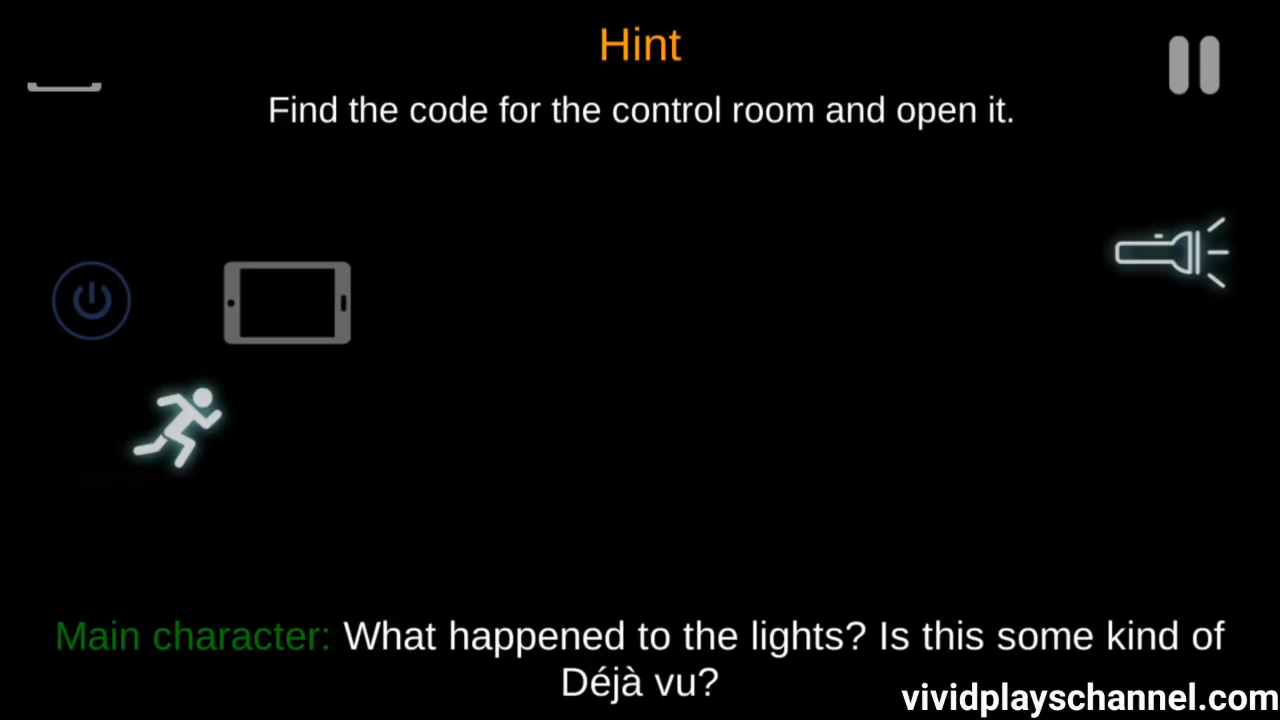 Hint
Find the code for the control room and open it.
Main character: What happened to the lights? Is this some kind of
Déjà vu?
vividplayschannel.com